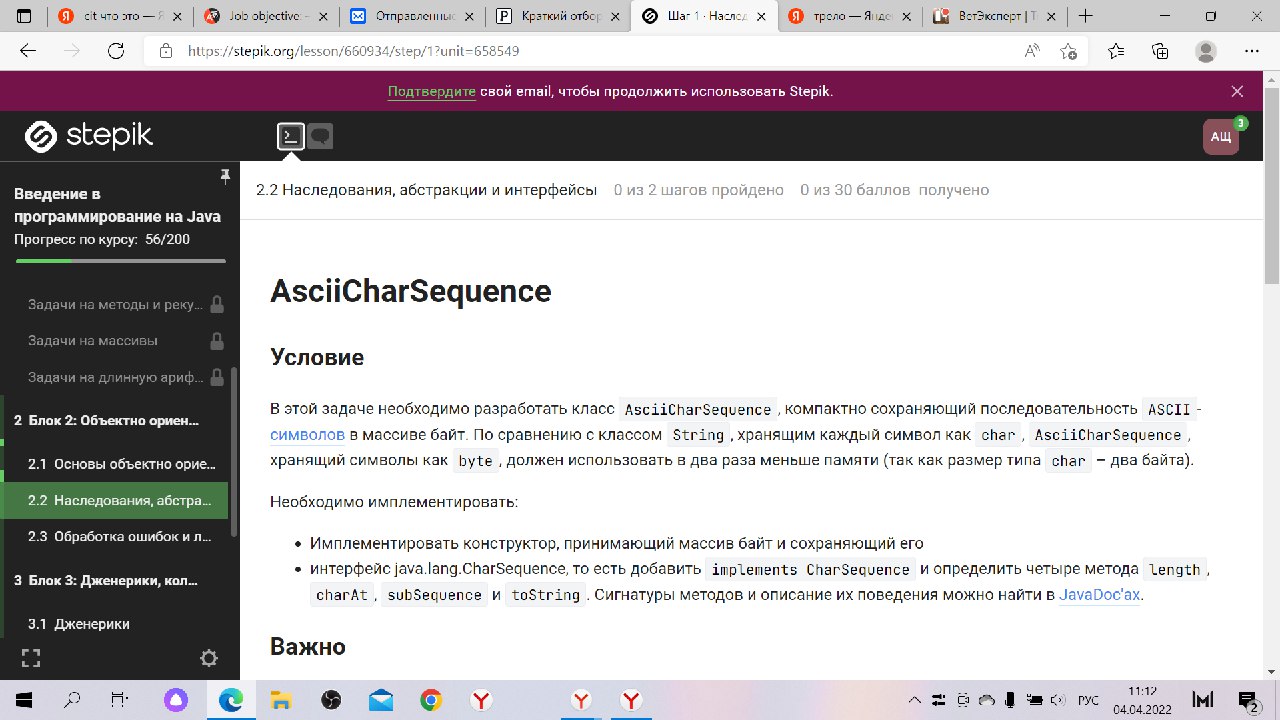 что это — Я
Job-objective-
Отправленные
Краткий отбор
Шаг 1 · Наслед
трело — Яндек
ВетЭксперт | Т
https://stepik.org/lesson/660934/step/1?unit=658549
Подтвердите свой email, чтобы продолжить использовать Stepik.
stepik
АЩ
3
Введение в
программирование на Java
Прогресс по курсу: 56/200
Задачи на методы и реку...
Задачи на массивы
Задачи на длинную ариф...
2 Блок 2: Объектно ориен...
2.1 Основы объектно орие...
2.2 Наследования, абстра...
2.3 Обработка ошибок и л...
3 Блок 3: Дженерики, кол...
3.1 Дженерики
2.2 Наследования, абстракции и интерфейсы 0 из 2 шагов пройдено 0 из 30 баллов получено
AsciiCharSequence
Условие
В этой задаче необходимо разработать класс AsciiCharSequence, компактно сохраняющий последовательность ASCII-
символов в массиве байт. По сравнению с классом String, хранящим каждый символ как char, AsciiCharSequence,
хранящий символы как byte, должен использовать в два раза меньше памяти (так как размер типа char – два байта).
Необходимо имплементировать:
• Имплементировать конструктор, принимающий массив байт и сохраняющий его
• интерфейс java.lang.CharSequence, то есть добавить implements CharSequence и определить четыре метода length,
charAt, subSequence и toString. Сигнатуры методов и описание их поведения можно найти в JavaDoc'ах.
Важно
РУС
11:12
04.04.2022
2